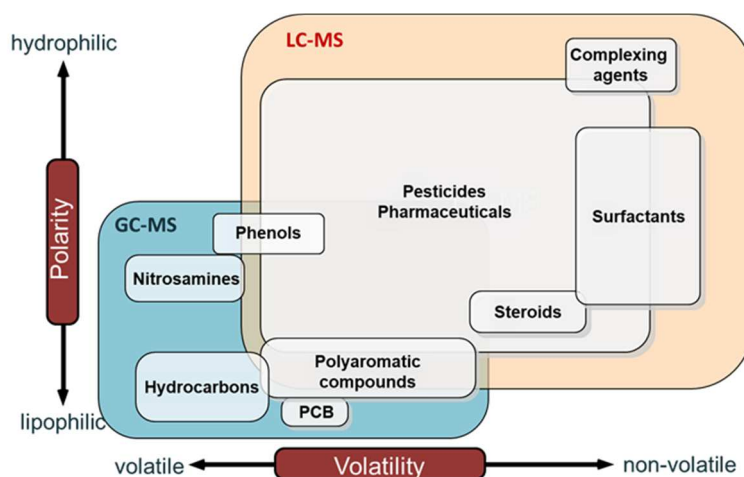 hydrophilic
LC-MS
Complexing
agents
Pesticides
Pharmaceuticals
Surfactants
GC-MS
Phenols
Polarity
Nitrosamines
Steroids
Polyaromatic
compounds
Hydrocarbons
PCB
lipophilic
volatile
Volatility
non-volatile